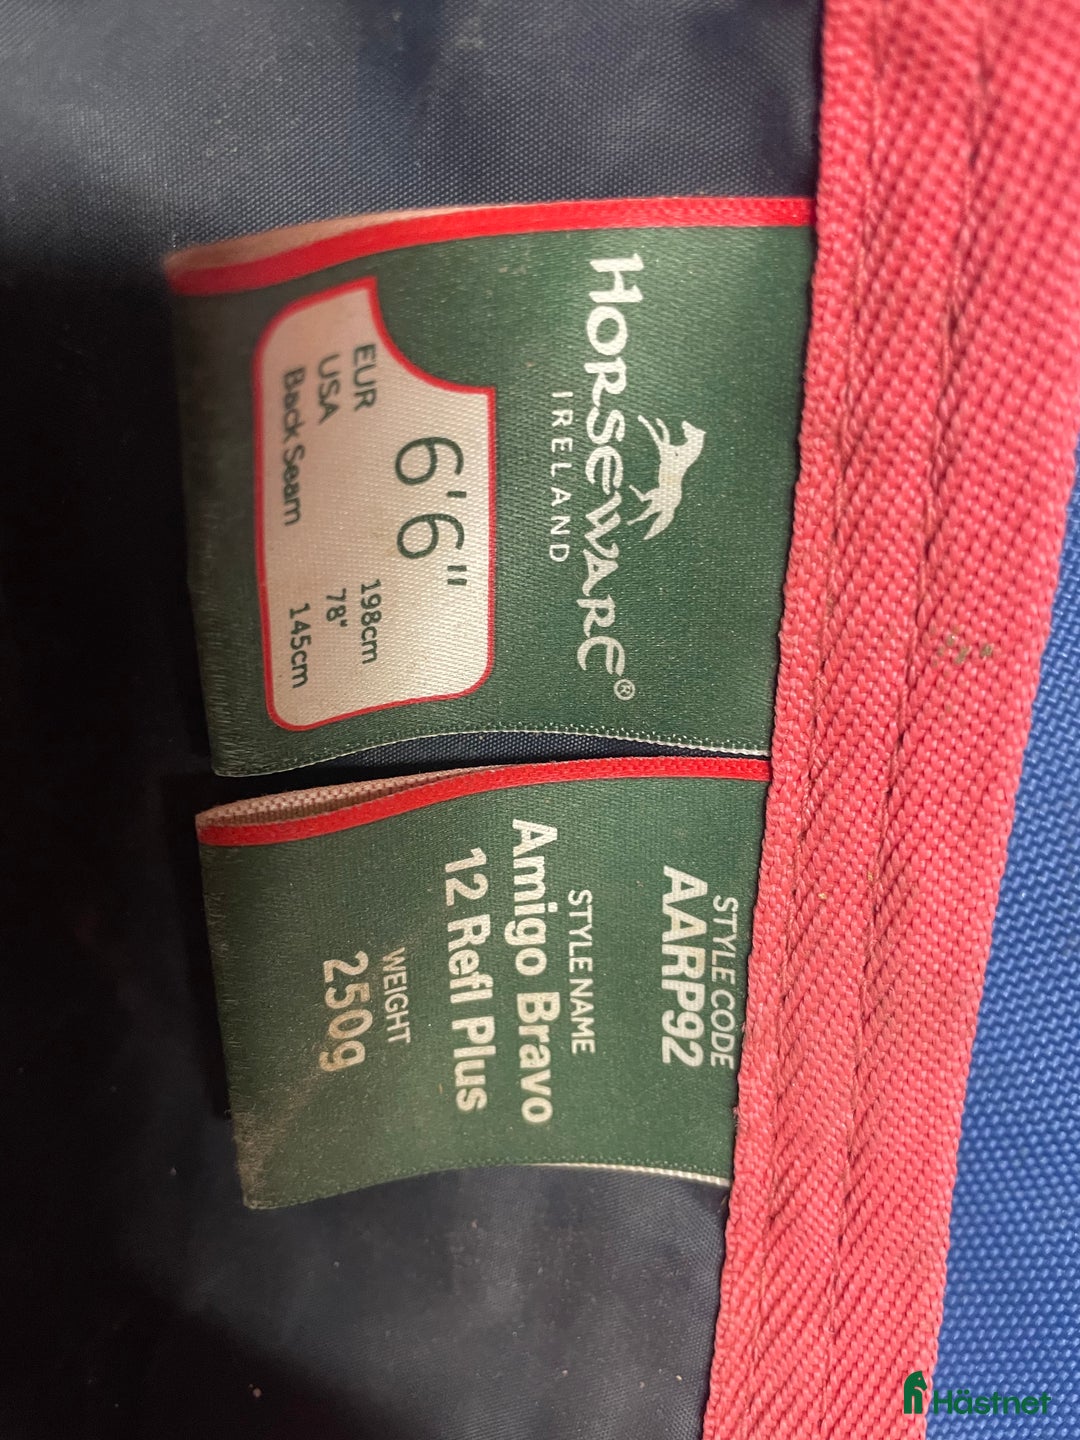 HORSEWARE®
IRELAND
6'6"
EUR 198cm
USA 78"
Back Seam 145cm
STYLE CODE
AARP92
STYLE NAME
Amigo Bravo
12 Refl Plus
WEIGHT
250g
Hästnet